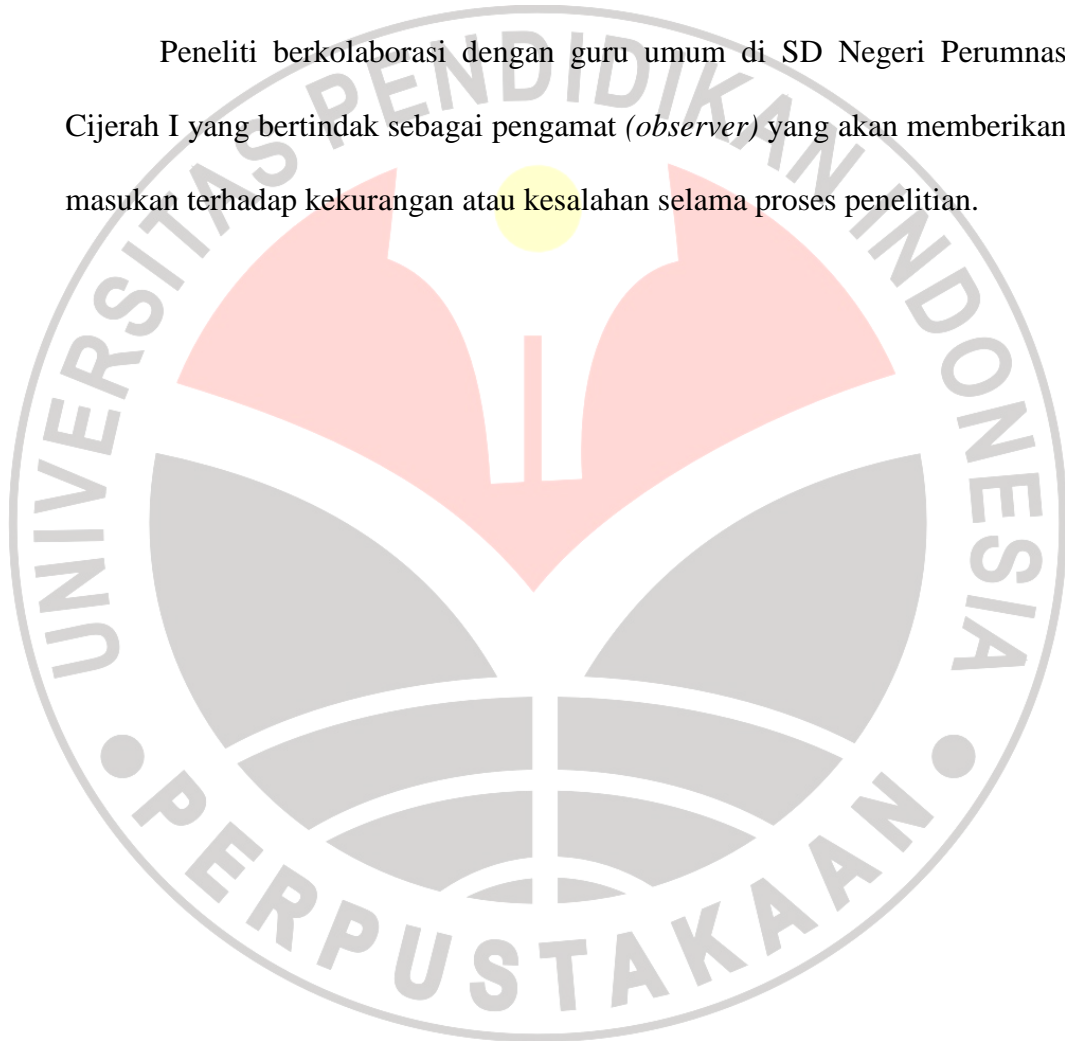 Peneliti berkolaborasi dengan guru umum di SD Negeri Perumnas
Cijerah I yang bertindak sebagai pengamat (observer) yang akan memberikan
masukan terhadap kekurangan atau kesalahan selama proses penelitian.
UNIVERSITAS PENDIDIKAN INDONESIA
PERPUSTAKAAN